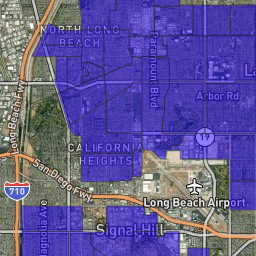 NORTH LONG
BEACH
Long Beach Fwy
Paramount Blvd
La
Arbor Rd
19
CALIFORNIA
HEIGHTS
San Diego Fwy
710
Long Beach Airport
Magnolia Ave
Signal Hill